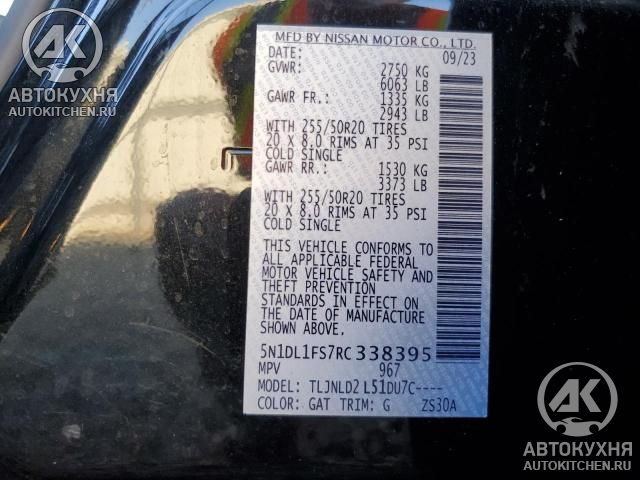 AK
АВТОКУХНЯ
AUTOKITCHEN.RU
MFD BY NISSAN MOTOR CO., LTD.
DATE: 09/23
GVWR: 2750 KG
6063 LB
GAWR FR.: 1335 KG
2943 LB
WITH 255/50R20 TIRES
20 X 8.0 RIMS AT 35 PSI
COLD SINGLE
GAWR RR.: 1530 KG
3373 LB
WITH 255/50R20 TIRES
20 X 8.0 RIMS AT 35 PSI
COLD SINGLE
THIS VEHICLE CONFORMS TO
ALL APPLICABLE FEDERAL
MOTOR VEHICLE SAFETY AND
THEFT PREVENTION
STANDARDS IN EFFECT ON
THE DATE OF MANUFACTURE
SHOWN ABOVE.
5N1DL1FS7RC338395
MPV 967
MODEL: TLJNLD2 L51DU7C----
COLOR: GAT TRIM: G ZS30A
AK
АВТОКУХНЯ
AUTOKITCHEN.RU